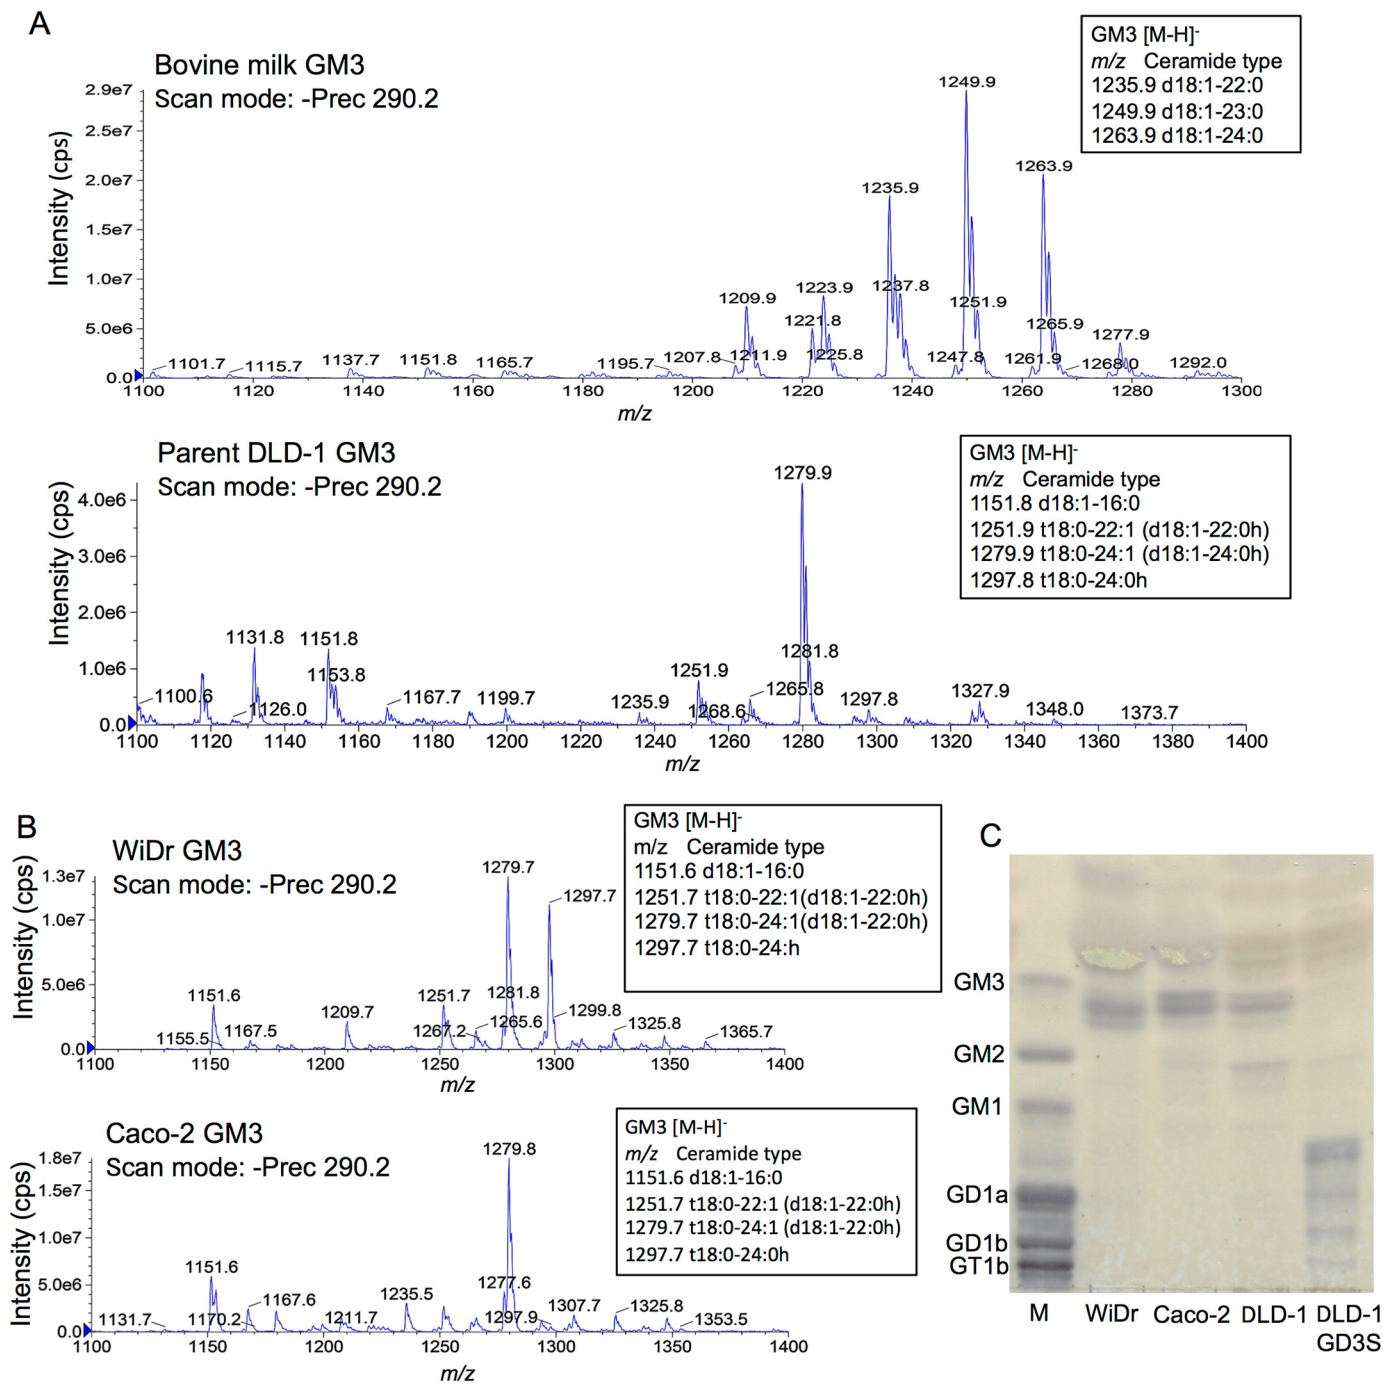 A
Bovine milk GM3
Scan mode: -Prec 290.2
GM3 [M-H]-
m/z Ceramide type
1235.9 d18:1-22:0
1249.9 d18:1-23:0
1263.9 d18:1-24:0
Intensity (cps)
2.9e7
2.5e7
2.0e7
1.5e7
1.0e7
5.0e6
0.0
1101.7
1115.7
1137.7
1151.8
1165.7
1195.7
1207.8
1209.9
1211.9
1221.8
1223.9
1225.8
1235.9
1237.8
1247.8
1249.9
1251.9
1261.9
1263.9
1265.9
1268.0
1277.9
1292.0
1100 1120 1140 1160 1180 1200 1220 1240 1260 1280 1300
m/z
Parent DLD-1 GM3
Scan mode: -Prec 290.2
GM3 [M-H]-
m/z Ceramide type
1151.8 d18:1-16:0
1251.9 t18:0-22:1 (d18:1-22:0h)
1279.9 t18:0-24:1 (d18:1-24:0h)
1297.8 t18:0-24:0h
Intensity (cps)
4.0e6
3.0e6
2.0e6
1.0e6
0.0
1100.6
1126.0
1131.8
1151.8
1153.8
1167.7
1199.7
1235.9
1251.9
1268.6
1265.8
1279.9
1281.8
1297.8
1327.9
1348.0
1373.7
1100 1120 1140 1160 1180 1200 1220 1240 1260 1280 1300 1320 1340 1360 1380 1400
m/z
B
WiDr GM3
Scan mode: -Prec 290.2
GM3 [M-H]-
m/z Ceramide type
1151.6 d18:1-16:0
1251.7 t18:0-22:1(d18:1-22:0h)
1279.7 t18:0-24:1(d18:1-22:0h)
1297.7 t18:0-24:h
Intensity (cps)
1.3e7
1.0e7
5.0e6
0.0
1151.6
1155.5
1167.5
1209.7
1251.7
1267.2
1265.6
1279.7
1281.8
1297.7
1299.8
1325.8
1365.7
1100 1150 1200 1250 1300 1350 1400
m/z
Caco-2 GM3
Scan mode: -Prec 290.2
GM3 [M-H]-
m/z Ceramide type
1151.6 d18:1-16:0
1251.7 t18:0-22:1 (d18:1-22:0h)
1279.7 t18:0-24:1 (d18:1-22:0h)
1297.7 t18:0-24:0h
Intensity (cps)
1.8e7
1.5e7
1.0e7
5.0e6
0.0
1131.7
1151.6
1170.2
1167.6
1211.7
1235.5
1277.6
1279.8
1297.9
1307.7
1325.8
1353.5
1100 1150 1200 1250 1300 1350 1400
m/z
C
GM3
GM2
GM1
GD1a
GD1b
GT1b
M WiDr Caco-2 DLD-1 DLD-1
GD3S